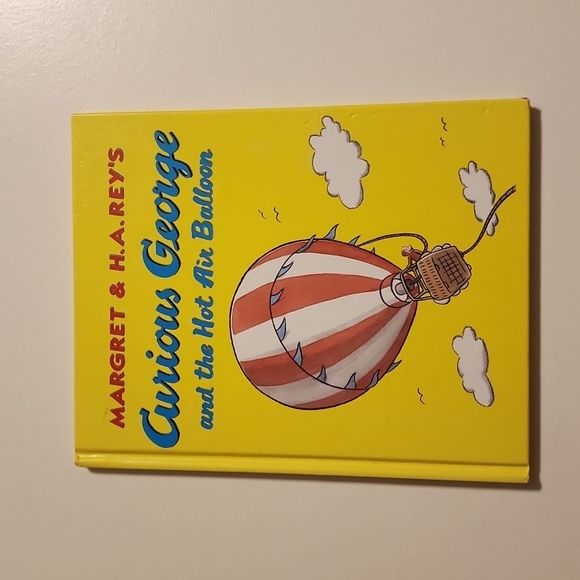 MARGRET & H.A.REY'S
Curious George
and the Hot Air Balloon